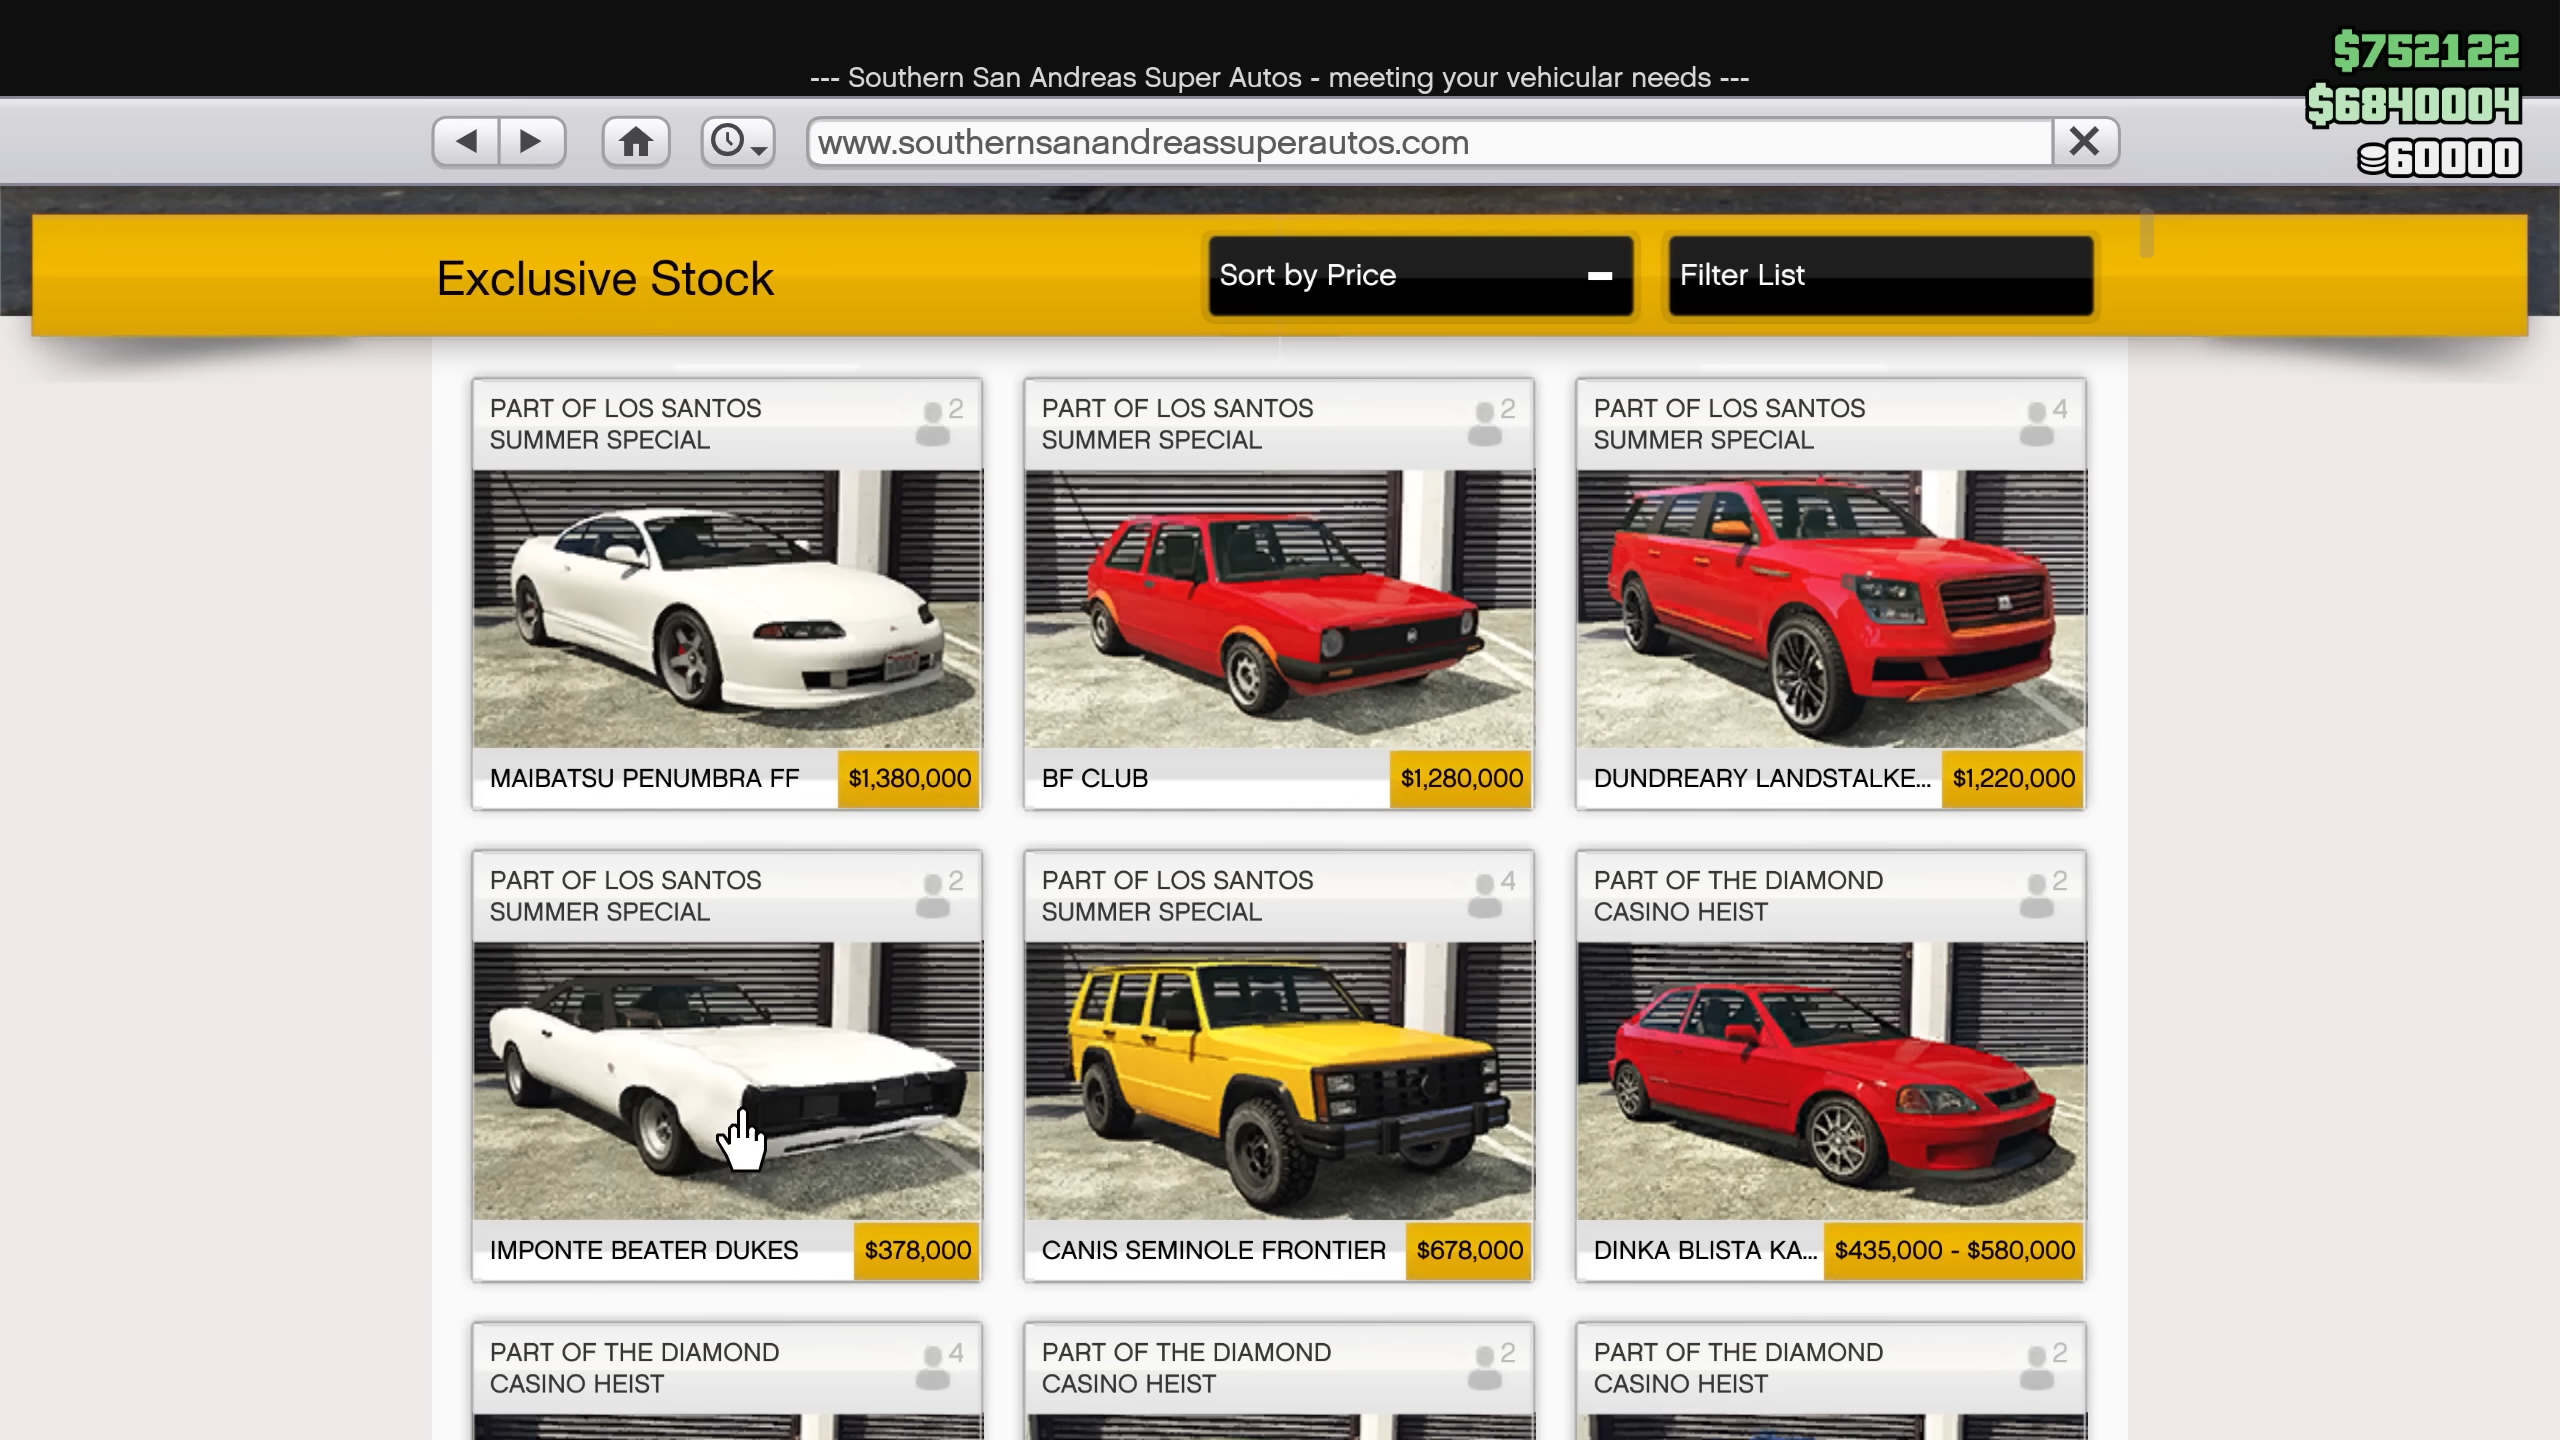 --- Southern San Andreas Super Autos - meeting your vehicular needs ---
$752122
$6840004
60000
www.southernsanandreassuperautos.com
Exclusive Stock
Sort by Price
Filter List
PART OF LOS SANTOS
SUMMER SPECIAL
2
MAIBATSU PENUMBRA FF
$1,380,000
PART OF LOS SANTOS
SUMMER SPECIAL
2
BF CLUB
$1,280,000
PART OF LOS SANTOS
SUMMER SPECIAL
4
DUNDREARY LANDSTALKE...
$1,220,000
PART OF LOS SANTOS
SUMMER SPECIAL
2
IMPONTE BEATER DUKES
$378,000
PART OF LOS SANTOS
SUMMER SPECIAL
4
CANIS SEMINOLE FRONTIER
$678,000
PART OF THE DIAMOND
CASINO HEIST
2
DINKA BLISTA KA...
$435,000 - $580,000
PART OF THE DIAMOND
CASINO HEIST
4
PART OF THE DIAMOND
CASINO HEIST
2
PART OF THE DIAMOND
CASINO HEIST
2